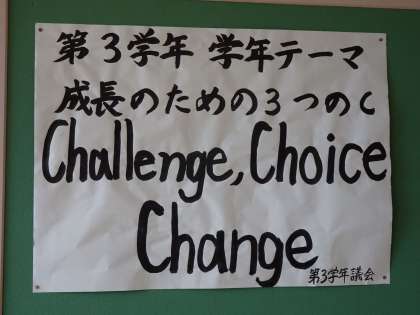 第３学年 学年テーマ
成長のための３つのC
Challenge, Choice
Change
第3学年議会